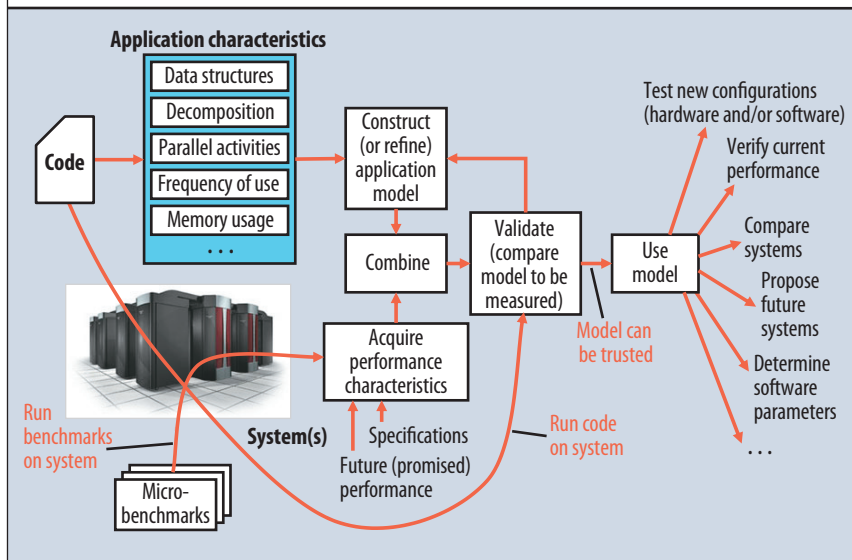 Application characteristics
Data structures
Decomposition
Parallel activities
Frequency of use
Memory usage
...
Code
Construct
(or refine)
application
model
Combine
Acquire
performance
characteristics
Validate
(compare
model to be
measured)
Model can
be trusted
Use
model
Test new configurations
(hardware and/or software)
Verify current
performance
Compare
systems
Propose
future
systems
Determine
software
parameters
...
Run
benchmarks
on system
System(s)
Specifications
Future (promised)
performance
Run code
on system
Micro-
benchmarks